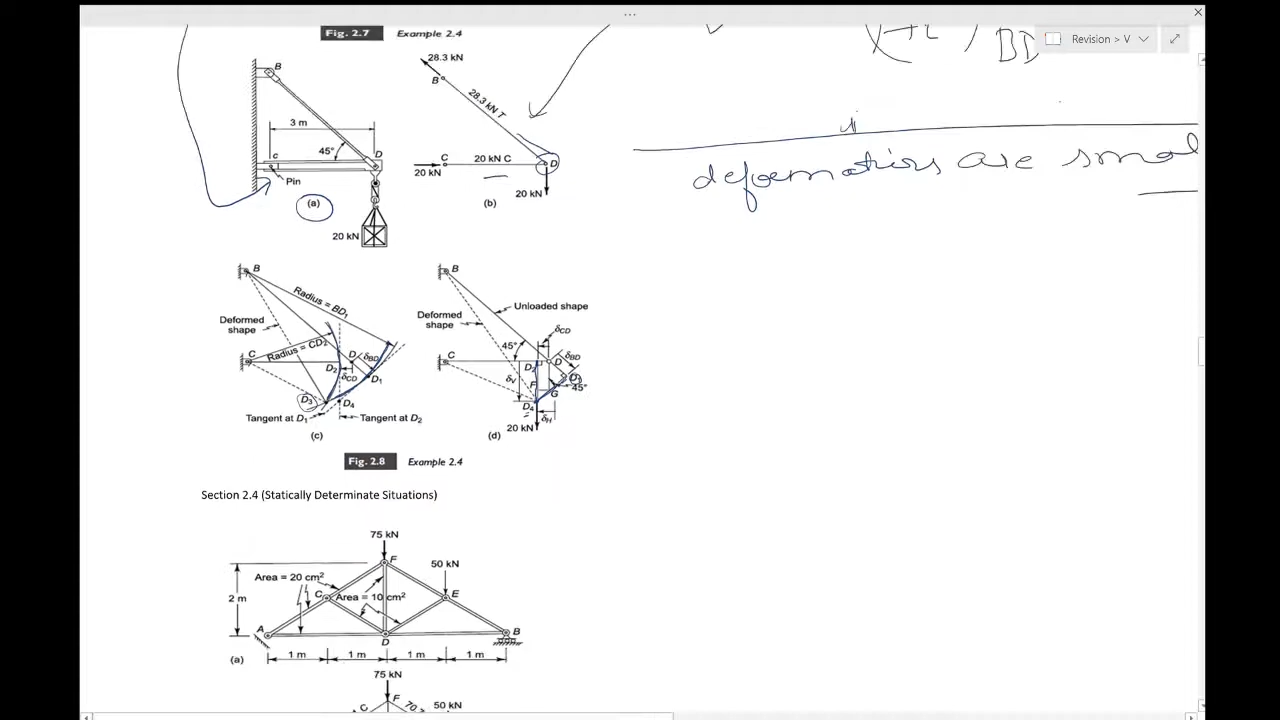 Fig. 2.7 Example 2.4
Revision > V
BD
B
3 m
45°
D
c
Pin
(a)
20 kN
28.3 kN
B
28.3 kN T
C
20 kN C
D
20 kN
20 kN
(b)
deformations are small
B
Radius = BD1
Deformed
shape
C
Radius = CD2
D
δBD
D2
δCD
D1
D3
D4
Tangent at D1
Tangent at D2
(c)
B
Unloaded shape
Deformed
shape
δCD
45°
C
D
δBD
D2
D1
δV
F
45°
G
D4
δH
20 kN
(d)
Fig. 2.8 Example 2.4
Section 2.4 (Statically Determinate Situations)
75 kN
F
50 kN
Area = 20 cm2
2 m
C
Area = 10 cm2
E
A
D
B
1 m 1 m 1 m 1 m
(a)
75 kN
F
50 kN
C